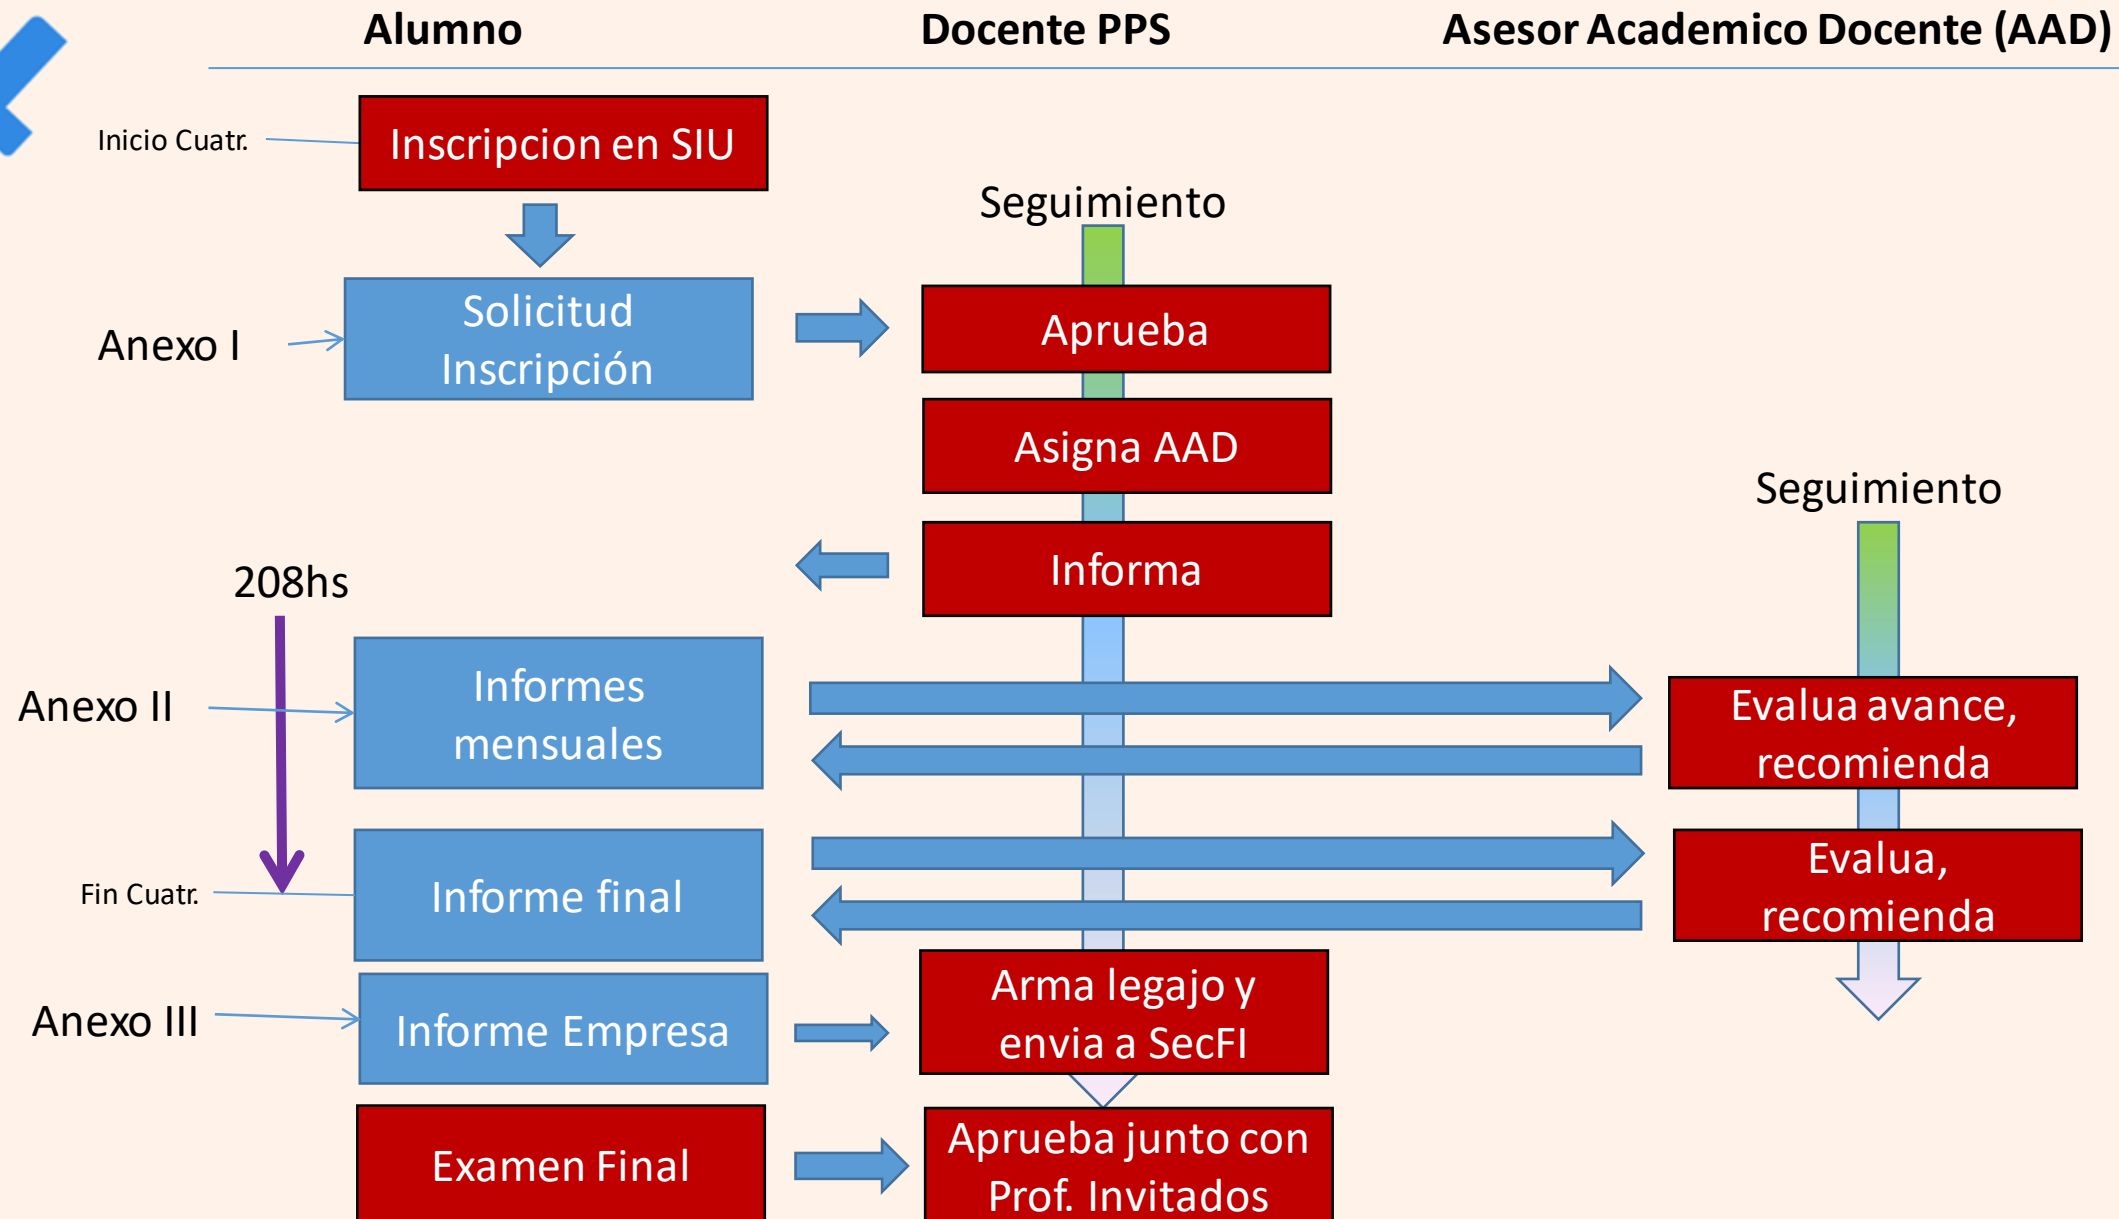 Alumno
Docente PPS
Asesor Academico Docente (AAD)
Inicio Cuatr.
Inscripcion en SIU
Seguimiento
Anexo I
Solicitud
Inscripción
Aprueba
Asigna AAD
Seguimiento
Informa
208hs
Anexo II
Informes
mensuales
Evalua avance,
recomienda
Fin Cuatr.
Informe final
Evalua,
recomienda
Anexo III
Informe Empresa
Arma legajo y
envia a SecFI
Examen Final
Aprueba junto con
Prof. Invitados